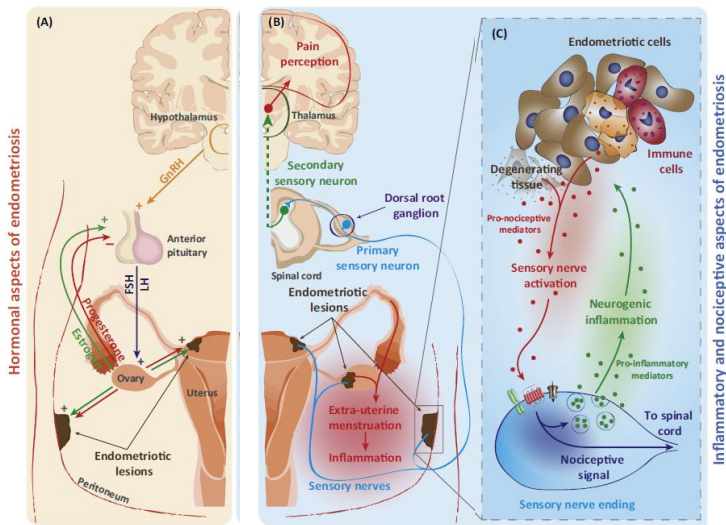 Hormonal aspects of endometriosis
(A)
Hypothalamus
GnRH
+
+
−
Anterior
pituitary
FSH
LH
Progesterone
Estrogen
+
+
Ovary
Uterus
+
Endometriotic
lesions
Peritoneum
(B)
Pain
perception
Thalamus
Secondary
sensory neuron
Dorsal root
ganglion
Primary
sensory neuron
Spinal cord
Endometriotic
lesions
Extra-uterine
menstruation
Inflammation
Sensory nerves
(C)
Endometriotic cells
Immune
cells
Degenerating
tissue
Pro-nociceptive
mediators
Sensory nerve
activation
Neurogenic
inflammation
Pro-inflammatory
mediators
To spinal
cord
Nociceptive
signal
Sensory nerve ending
Inflammatory and nociceptive aspects of endometriosis